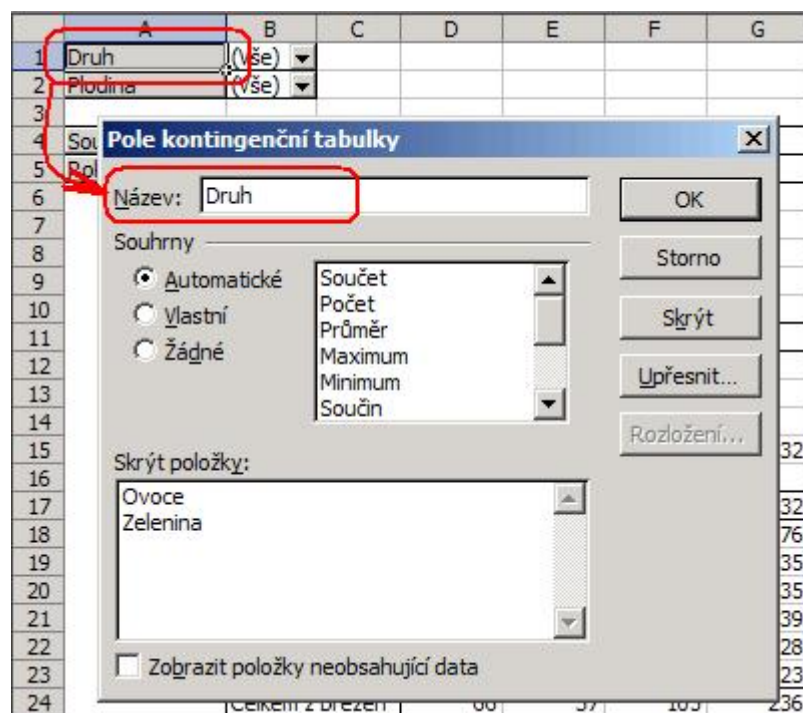 A B C D E F G
1 Druh (Vše)
2 Plodina (Vše)
3
4
5
Pole kontingenční tabulky
6 Název: Druh OK
7
8 Souhrny Storno
9 Automatické Součet
10 Vlastní Počet Skrýt
11 Žádné Průměr
12 Maximum
13 Minimum Upřesnit...
14 Součin
Rozložení...
15 32
Skrýt položky:
16
17 Ovoce 32
18 Zelenina 76
19 35
20 35
21 39
22 28
23 Zobrazit položky neobsahující data 23
24 Celkem z březen 236